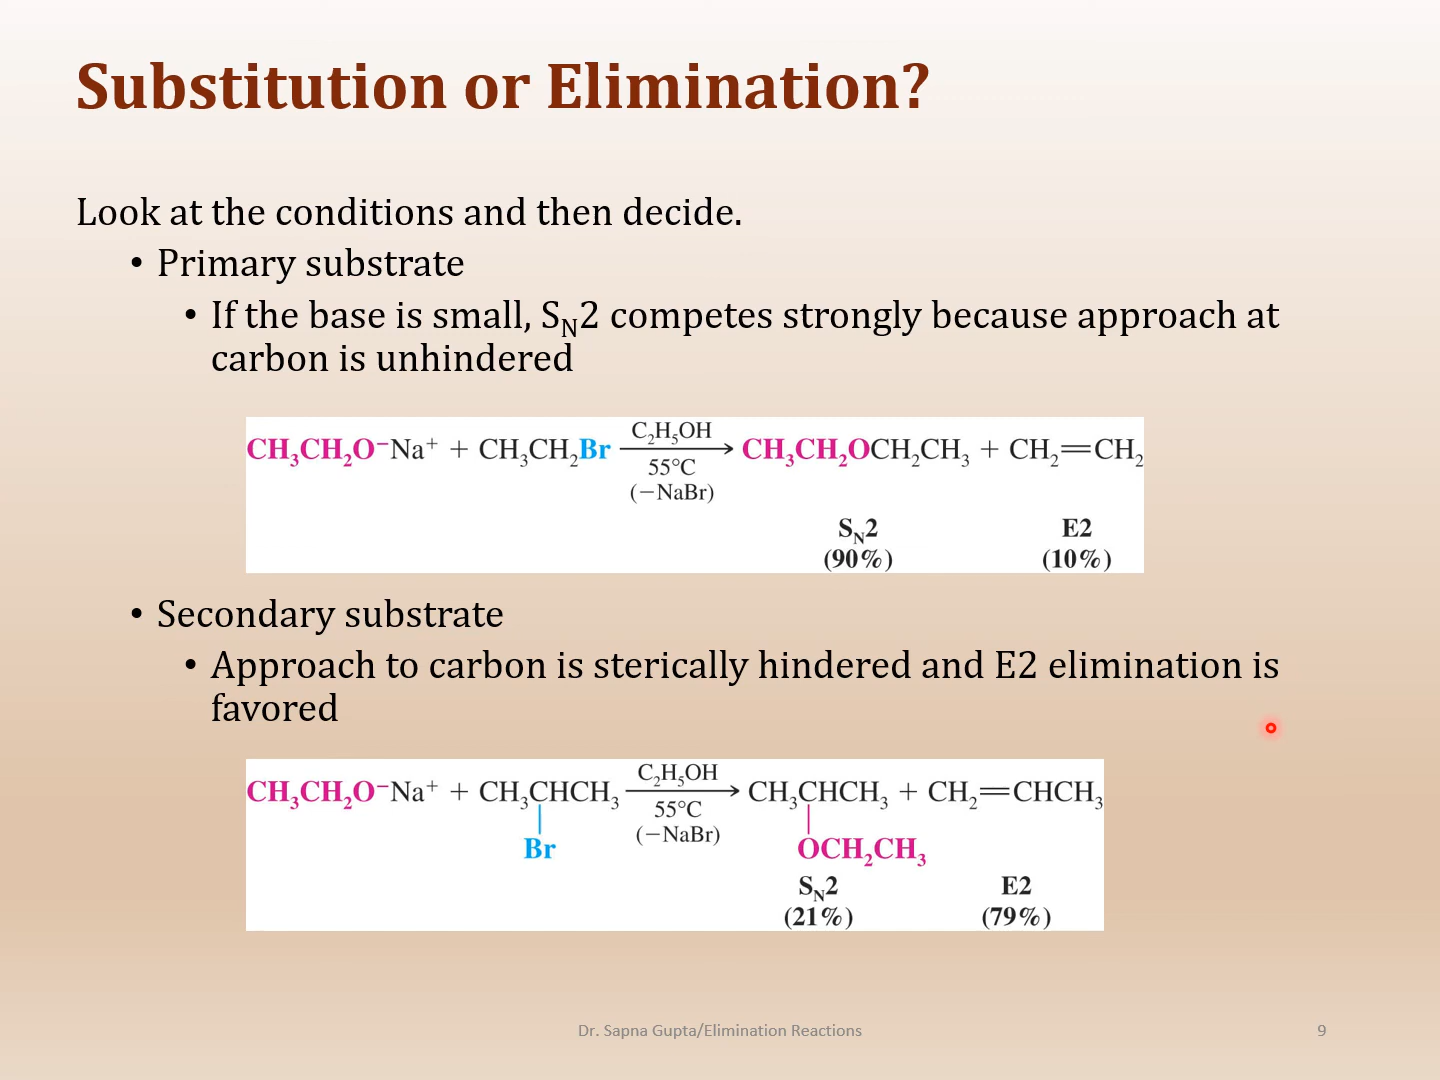 Substitution or Elimination?
Look at the conditions and then decide.
• Primary substrate
• If the base is small, S_N2 competes strongly because approach at
carbon is unhindered
C₂H₅OH
CH₃CH₂O⁻Na⁺ + CH₃CH₂Br ⟶ CH₃CH₂OCH₂CH₃ + CH₂=CH₂
55°C
(−NaBr)
S_N2 E2
(90%) (10%)
• Secondary substrate
• Approach to carbon is sterically hindered and E2 elimination is
favored
C₂H₅OH
CH₃CH₂O⁻Na⁺ + CH₃CHCH₃ ⟶ CH₃CHCH₃ + CH₂=CHCH₃
55°C
(−NaBr)
Br OCH₂CH₃
S_N2 E2
(21%) (79%)
Dr. Sapna Gupta/Elimination Reactions 9